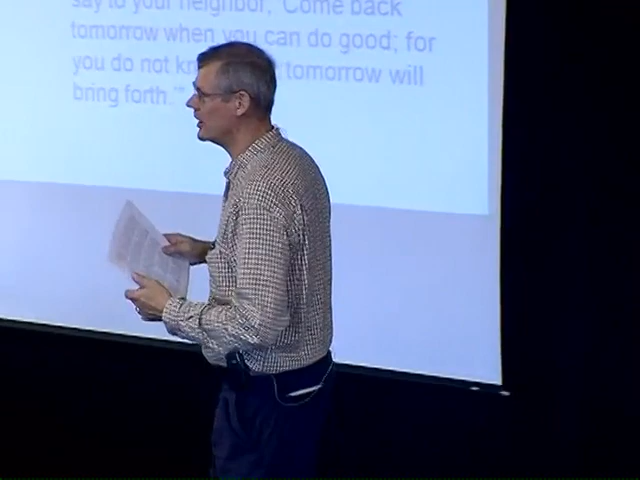 say to your neighbor, 'Come back
tomorrow when you can do good; for
you do not tomorrow will
bring forth.'"